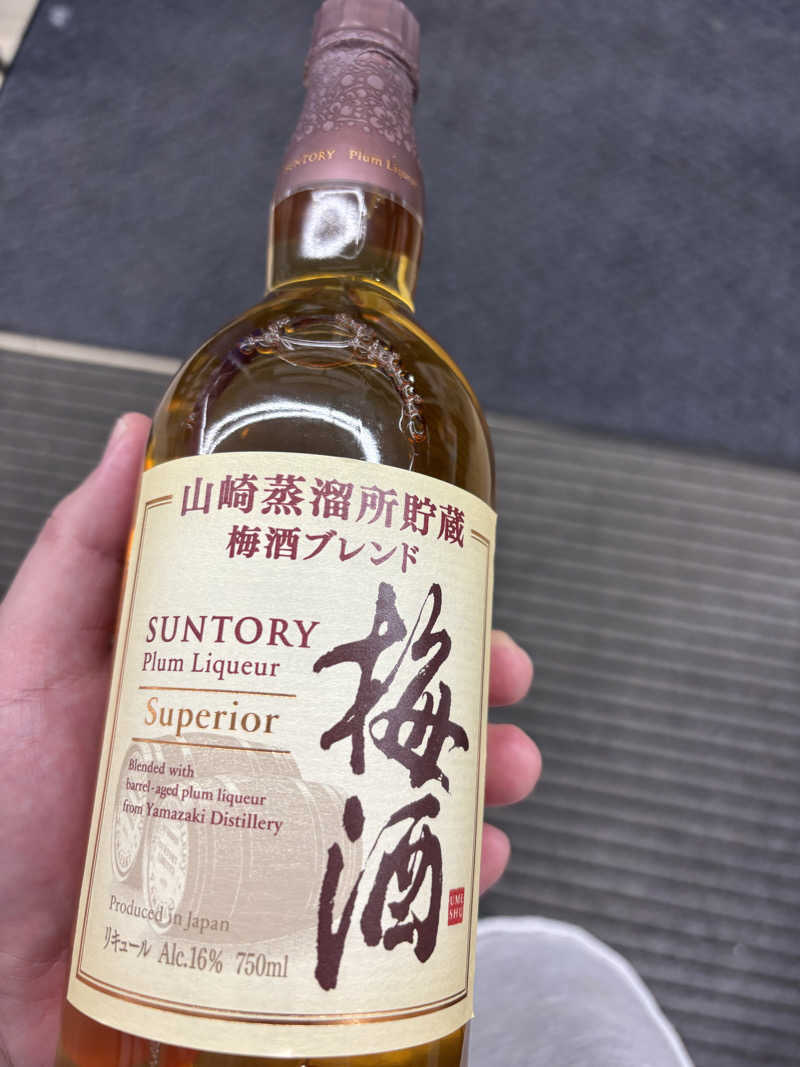 SUNTORY Plum Liqueur
山崎蒸溜所貯蔵
梅酒ブレンド
SUNTORY
Plum Liqueur
Superior
梅酒
Blended with
barrel-aged plum liqueur
from Yamazaki Distillery
UME
SHU
Produced in Japan
リキュール Alc.16% 750ml